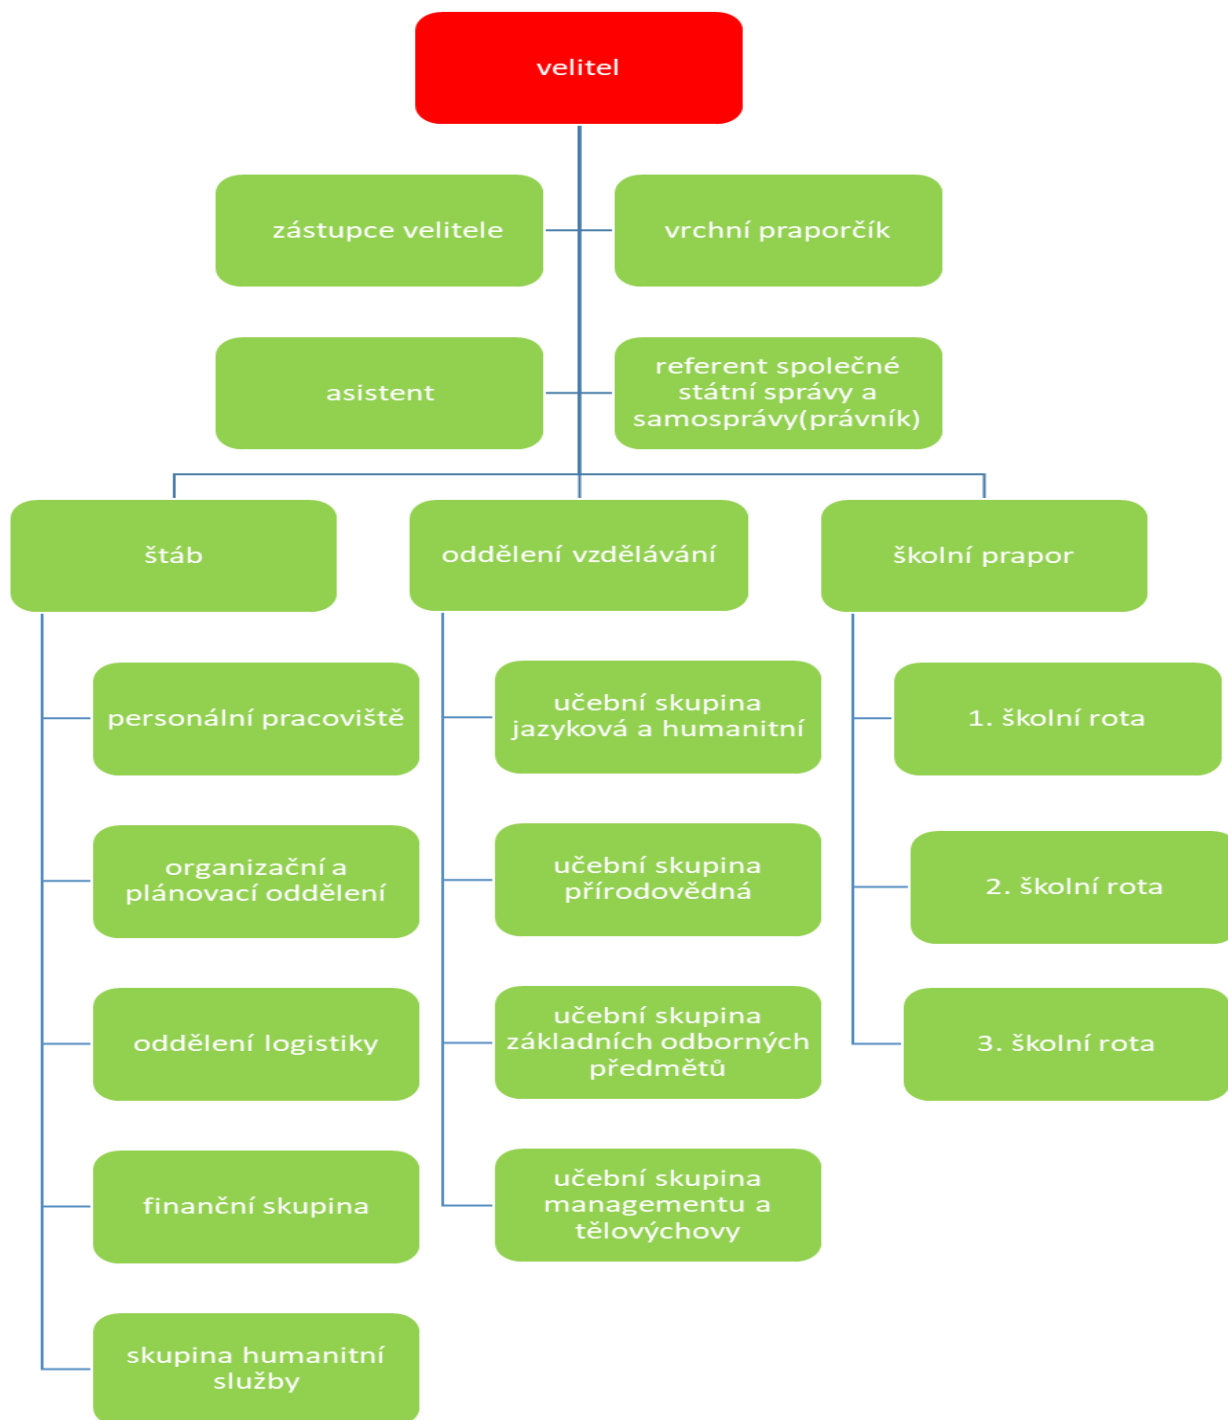 velitel
zástupce velitele
vrchní praporčík
asistent
referent společné
státní správy a
samosprávy(právník)
štáb
oddělení vzdělávání
školní prapor
personální pracoviště
organizační a
plánovací oddělení
oddělení logistiky
finanční skupina
skupina humanitní
služby
učební skupina
jazyková a humanitní
učební skupina
přírodovědná
učební skupina
základních odborných
předmětů
učební skupina
managementu a
tělovýchovy
1. školní rota
2. školní rota
3. školní rota